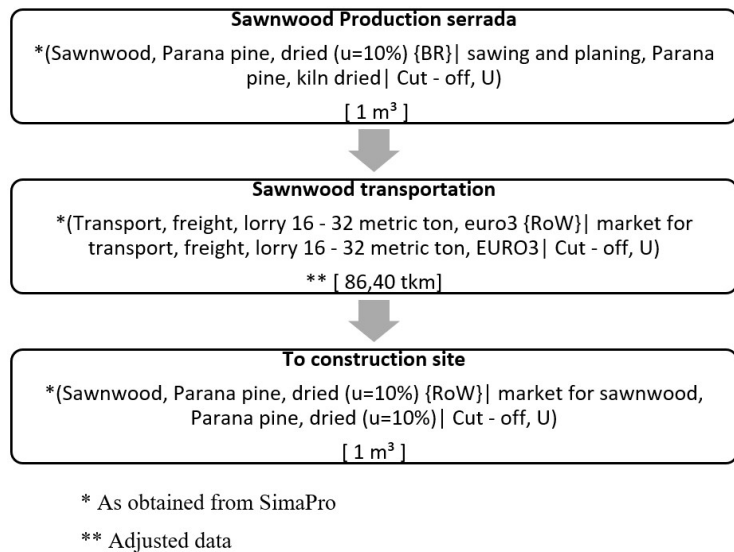 Sawnwood Production serrada
*(Sawnwood, Parana pine, dried (u=10%) {BR}| sawing and planing, Parana
pine, kiln dried| Cut - off, U)
[ 1 m³ ]
Sawnwood transportation
*(Transport, freight, lorry 16 - 32 metric ton, euro3 {RoW}| market for
transport, freight, lorry 16 - 32 metric ton, EURO3| Cut - off, U)
** [ 86,40 tkm]
To construction site
*(Sawnwood, Parana pine, dried (u=10%) {RoW}| market for sawnwood,
Parana pine, dried (u=10%)| Cut - off, U)
[ 1 m³ ]
* As obtained from SimaPro
** Adjusted data